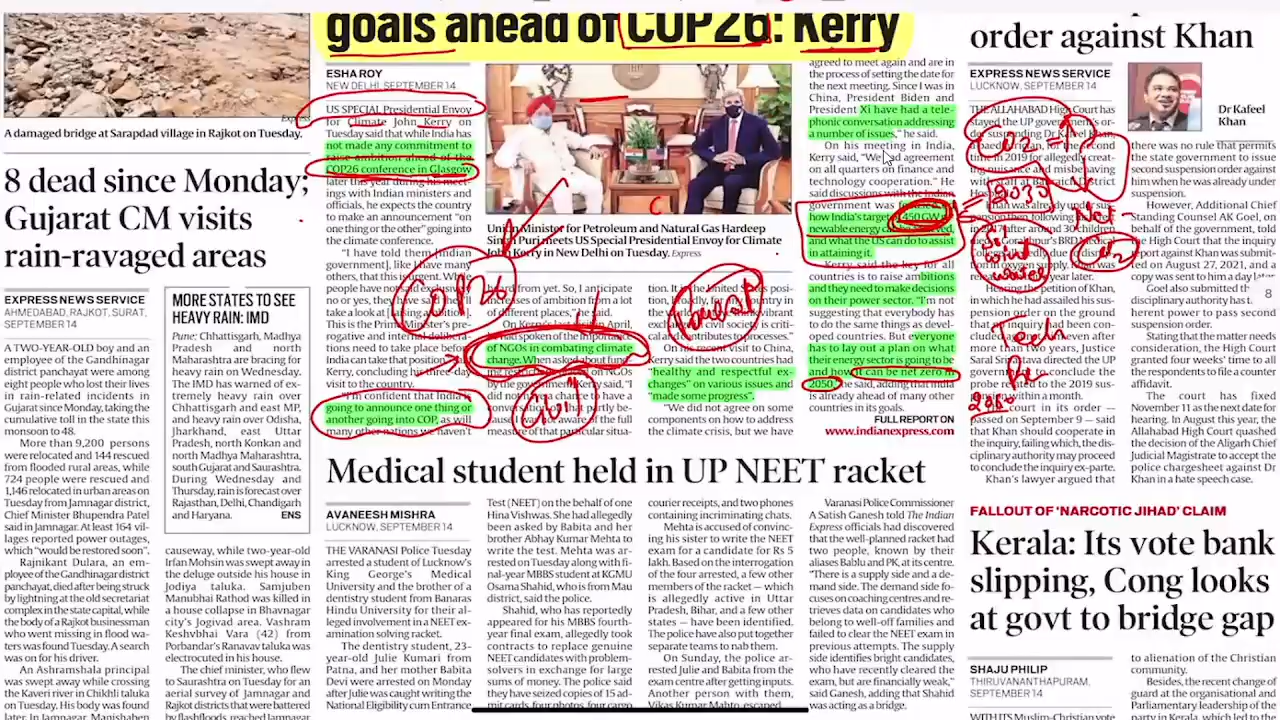 goals ahead of COP26: Kerry
order against Khan
Express
A damaged bridge at Sarapdad village in Rajkot on Tuesday.
8 dead since Monday;
Gujarat CM visits
rain-ravaged areas
EXPRESS NEWS SERVICE
AHMEDABAD, RAJKOT, SURAT,
SEPTEMBER 14
A TWO-YEAR-OLD boy and an
employee of the Gandhinagar
district panchayat were among
eight people who lost their lives
in rain-related incidents in
Gujarat since Monday, taking the
cumulative toll in the state this
monsoon to 48.
More than 9,200 persons
were relocated and 144 rescued
from flooded rural areas, while
724 people were rescued and
1,146 relocated in urban areas on
Tuesday from Jamnagar district,
Chief Minister Bhupendra Patel
said in Jamnagar. At least 164 vil-
lages reported power outages,
which "would be restored soon".
Rajnikant Dulara, an em-
ployee of the Gandhinagar district
panchayat, died after being struck
by lightning at the old secretariat
complex in the state capital, while
the body of a Rajkot businessman
who went missing in flood wa-
ters was found Tuesday. A search
was on for his driver.
An Ashramshala principal
was swept away while crossing
the Kaveri river in Chikhli taluka
on Tuesday. His body was found
later. In Jamnagar, Manishaben
MORE STATES TO SEE
HEAVY RAIN: IMD
Pune: Chhattisgarh, Madhya
Pradesh and north
Maharashtra are bracing for
heavy rain on Wednesday.
The IMD has warned of ex-
tremely heavy rain over
Chhattisgarh and east MP,
and heavy rain over Odisha,
Jharkhand, east Uttar
Pradesh, north Konkan and
north Madhya Maharashtra,
south Gujarat and Saurashtra.
During Wednesday and
Thursday, rain is forecast over
Rajasthan, Delhi, Chandigarh
and Haryana. ENS
causeway, while two-year-old
Irfan Mohsin was swept away in
the deluge outside his house in
Jodiya taluka. Samjuben
Manubhai Rathod was killed in
a house collapse in Bhavnagar
city's Jogivad area. Vashram
Keshvbhai Vara (42) from
Porbandar's Ranavav taluka was
electrocuted in his house.
The chief minister, who flew
to Saurashtra on Tuesday for an
aerial survey of Jamnagar and
Rajkot districts that were battered
by flashfloods, reached Jamnagar
ESHA ROY
NEW DELHI, SEPTEMBER 14
US SPECIAL Presidential Envoy
for Climate John Kerry on
Tuesday said that while India has
not made any commitment to
raise ambition ahead of the
COP26 conference in Glasgow
later this year during his meet-
ings with Indian ministers and
officials, he expects the country
to make an announcement "on
one thing or the other" going into
the climate conference.
"I have told them [Indian
government], like I have many
others, that this is urgent. While
people have not said
no or yes, they have said they'll
take a look at [raising ambition].
This is the Prime Minister's pre-
rogative and internal delibera-
tions need to take place before
India can take that position,"
Kerry, concluding his three-day
visit to the country.
"I'm confident that India is
going to announce one thing or
another going into COP, as will
many other nations we haven't
Union Minister for Petroleum and Natural Gas Hardeep
Singh Puri meets US Special Presidential Envoy for Climate
John Kerry in New Delhi on Tuesday. Express
heard from yet. So, I anticipate
increases of ambition from a lot
of different places," said.
April,
had spoken of the importance
of NGOs in combating climate
change. When asked about fund-
on NGOs
by the government, Kerry said, "I
of the full
measure of that particular situa-
tion. It is the United States' posi-
civil society is criti-
visit to China,
Kerry said the two countries had
"healthy and respectful ex-
changes" on various issues and
"made some progress".
"We did not agree on some
components on how to address
the climate crisis, but we have
agreed to meet again and are in
the process of setting the date for
the next meeting. Since I was in
China, President Biden and
President Xi have had a tele-
phonic conversation addressing
a number of issues," he said.
On his meeting in India,
Kerry said, "We had agreement
on all quarters on finance and
technology cooperation." He
said discussions with the Indian
government was
how India's target of 450 GW re-
newable energy can be
and what the US can do to assist
in attaining it.
Kerry said the key for all
countries is to raise ambitions
and they need to make decisions
on their power sector. "I'm not
suggesting that everybody has
to do the same things as devel-
oped countries. But everyone
has to lay out a plan on what
their energy sector is going to be
and how can be net zero in
2050," he said, adding that India
is already ahead of many other
countries in its goals.
FULL REPORT ON
www.indianexpress.com
Medical student held in UP NEET racket
AVANEESH MISHRA
LUCKNOW, SEPTEMBER 14
THE VARANASI Police Tuesday
arrested a student of Lucknow's
King George's Medical
University and the brother of a
dentistry student from Banaras
Hindu University for their al-
leged involvement in a NEET ex-
amination solving racket.
The dentistry student, 23-
year-old Julie Kumari from
Patna, and her mother Babita
Devi were arrested on Monday
after Julie was caught writing the
National Eligibility cum Entrance
Test (NEET) on the behalf of one
Hina Vishwas. She had allegedly
been asked by Babita and her
brother Abhay Kumar Mehto to
write the test. Mehta was ar-
rested on Tuesday along with fi-
nal-year MBBS student at KGMU
Osama Shahid, who is from Mau
district, said the police.
Shahid, who has reportedly
appeared for his MBBS fourth-
year final exam, allegedly took
contracts to replace genuine
NEET candidates with problem-
solvers in exchange for large
sums of money. The police said
they have seized copies of 15 ad-
mit cards, four photos, four card
courier receipts, and two phones
containing incriminating chats.
Mehta is accused of convinc-
ing his sister to write the NEET
exam for a candidate for Rs 5
lakh. Based on the interrogation
of the four arrested, a few other
members of the racket — which
is allegedly active in Uttar
Pradesh, Bihar, and a few other
states — have been identified.
The police have also put together
separate teams to nab them.
On Sunday, the police ar-
rested Julie and Babita from the
exam centre after getting inputs.
Another person with them,
Vikas Kumar Mahto, escaped.
Varanasi Police Commissioner
A Satish Ganesh told The Indian
Express officials had discovered
that the well-planned racket had
two people, known by their
aliases Bablu and PK, at its centre.
"There is a supply side and a de-
mand side. The demand side fo-
cuses on coaching centres and re-
trieves data on candidates who
belong to well-off families and
failed to clear the NEET exam in
previous attempts. The supply
side identify bright candidates,
who have recently cleared the
exam, but are financially weak,"
said Ganesh, adding that Shahid
was acting as a bridge.
EXPRESS NEWS SERVICE
LUCKNOW, SEPTEMBER 14
THE ALLAHABAD High Court has
stayed the UP government's or-
der suspending Dr Kafeel Khan,
time in 2019 for allegedly creat-
ing nuisance and misbehaving
with staff at Bahraich District
Khan was already under sus-
in 2017 after around 30 children
Hearing the petition of Khan,
in which he had assailed his sus-
pension order on the ground
that inquiry had been con-
more than two years, Justice
Saral Srivastava directed the UP
to conclude the
sus-
pension within a month.
court in its order —
passed on September 9 — said
that Khan should cooperate in
the inquiry, failing which, the dis-
ciplinary authority may proceed
to conclude the inquiry ex-parte.
Khan's lawyer argued that
Dr Kafeel
Khan
there was no rule that permits
the state government to issue
second suspension order against
him when he was already under
suspension.
However, Additional Chief
Standing Counsel AK Goel, on
behalf of
told the High Court that the inquiry
report was submit-
ted on August 27, 2021, and a
copy was sent to him a day
8
Goel also submitted
disciplinary authority has t
herent power to pass second
suspension order.
Stating that the matter needs
consideration, the High Court
granted four weeks' time to all
the respondents to file a counter
affidavit.
The court has fixed
November 11 as the next date for
hearing. In August this year, the
Allahabad High Court quashed
the decision of the Aligarh Chief
Judicial Magistrate to accept the
police chargesheet against Dr
Khan in a hate speech case.
FALLOUT OF 'NARCOTIC JIHAD' CLAIM
Kerala: Its vote bank
slipping, Cong looks
at govt to bridge gap
SHAJU PHILIP
THIRUVANANTHAPURAM,
SEPTEMBER 14
WITH ITS Muslim-Christian vote
to alienation of the Christian
community.
Besides, the recent change of
guard at the organisational and
Parliamentary party level of the
party in Kerala, which led to the